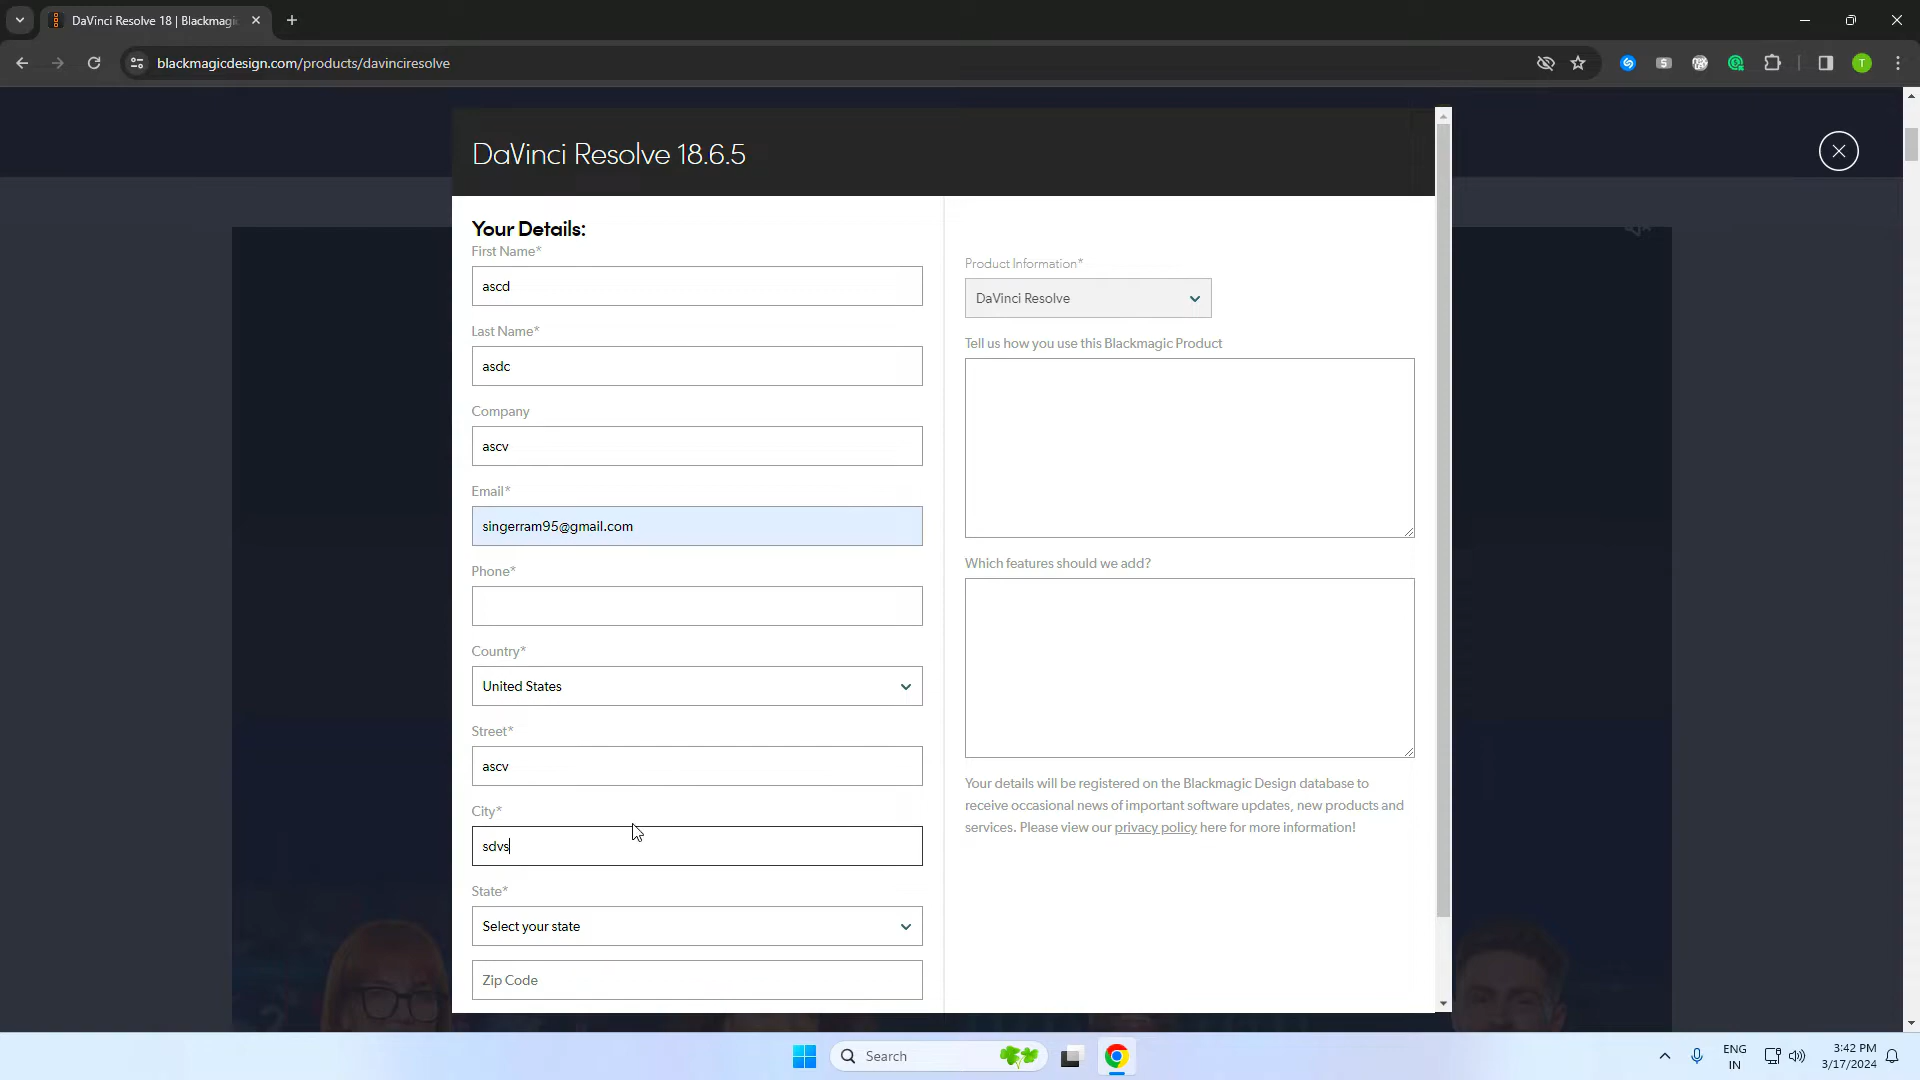 DaVinci Resolve 18 | Blackmagic
blackmagicdesign.com/products/davinciresolve
T
DaVinci Resolve 18.6.5
Your Details:
First Name*
ascd
Last Name*
asdc
Company
ascv
Email*
singerram95@gmail.com
Phone*
Country*
United States
Street*
ascv
City*
sdvs
State*
Select your state
Zip Code
Product Information*
DaVinci Resolve
Tell us how you use this Blackmagic Product
Which features should we add?
Your details will be registered on the Blackmagic Design database to
receive occasional news of important software updates, new products and
services. Please view our privacy policy here for more information!
Search
ENG
IN
3:42 PM
3/17/2024